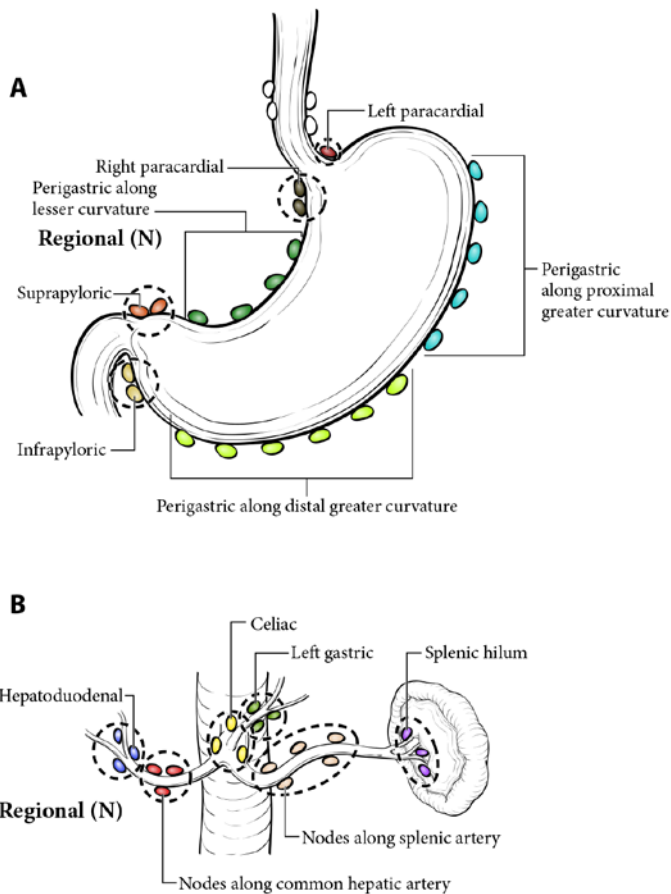 A
Left paracardial
Right paracardial
Perigastric along
lesser curvature
Regional (N)
Suprapyloric
Perigastric
along proximal
greater curvature
Infrapyloric
Perigastric along distal greater curvature
B
Celiac
Left gastric
Splenic hilum
Hepatoduodenal
Regional (N)
Nodes along splenic artery
Nodes along common hepatic artery